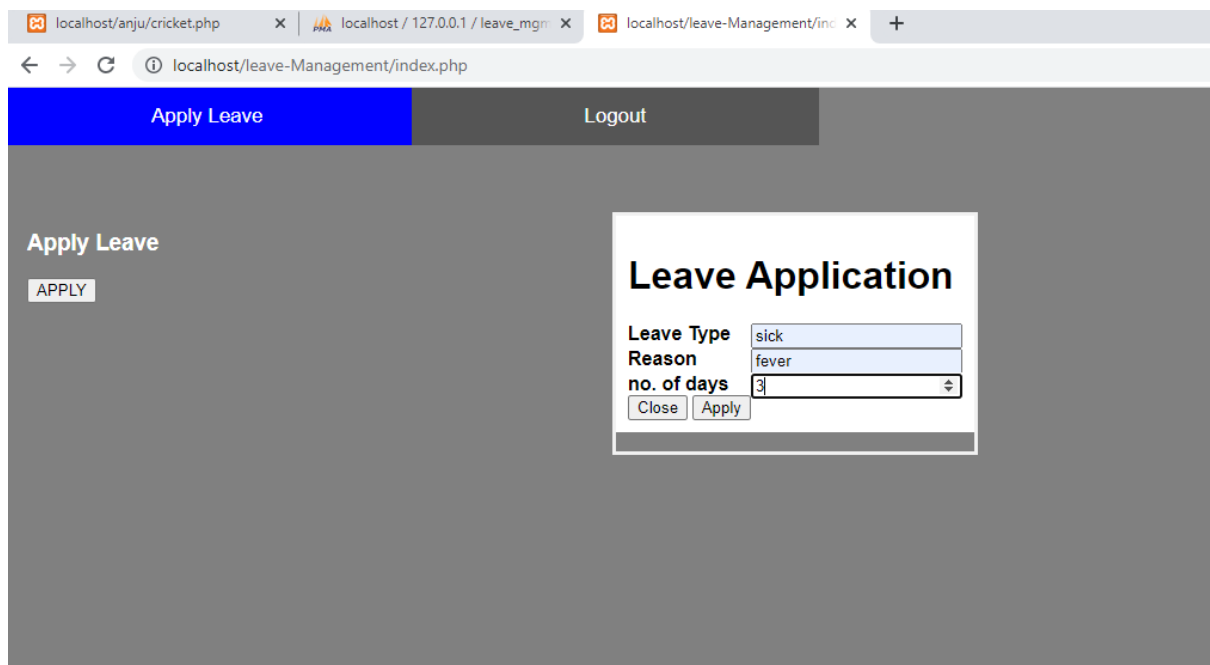 localhost/anju/cricket.php
PMA localhost / 127.0.0.1 / leave_mgm
localhost/leave-Management/inc
localhost/leave-Management/index.php
Apply Leave
Logout
Apply Leave
APPLY
Leave Application
Leave Type sick
Reason fever
no. of days 3
Close Apply